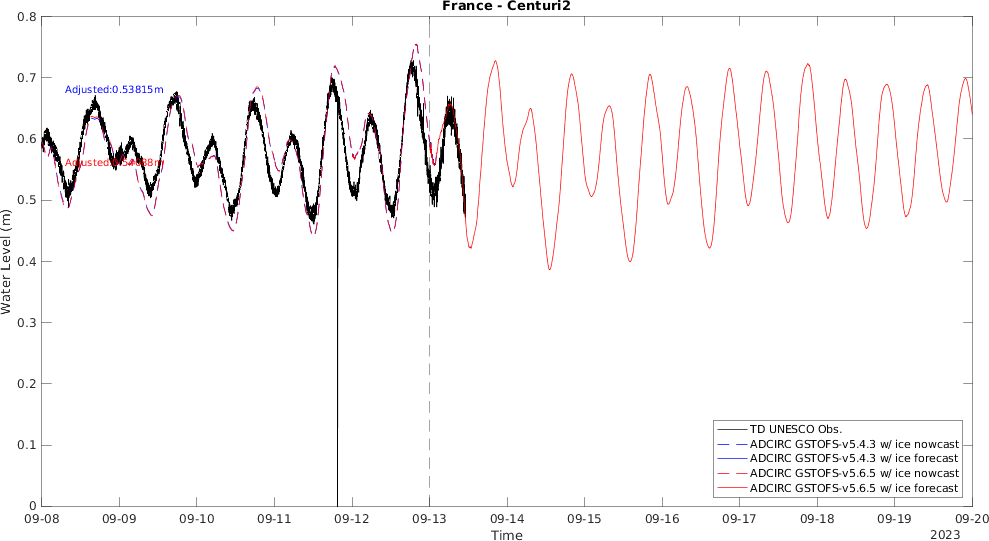 France - Centuri2
0.8
0.7
0.6
0.5
0.4
0.3
0.2
0.1
0
Water Level (m)
Adjusted:0.53815m
TD UNESCO Obs.
ADCIRC GSTOFS-v5.4.3 w/ ice nowcast
ADCIRC GSTOFS-v5.4.3 w/ ice forecast
ADCIRC GSTOFS-v5.6.5 w/ ice nowcast
ADCIRC GSTOFS-v5.6.5 w/ ice forecast
09-08 09-09 09-10 09-11 09-12 09-13 09-14 09-15 09-16 09-17 09-18 09-19 09-20
Time
2023